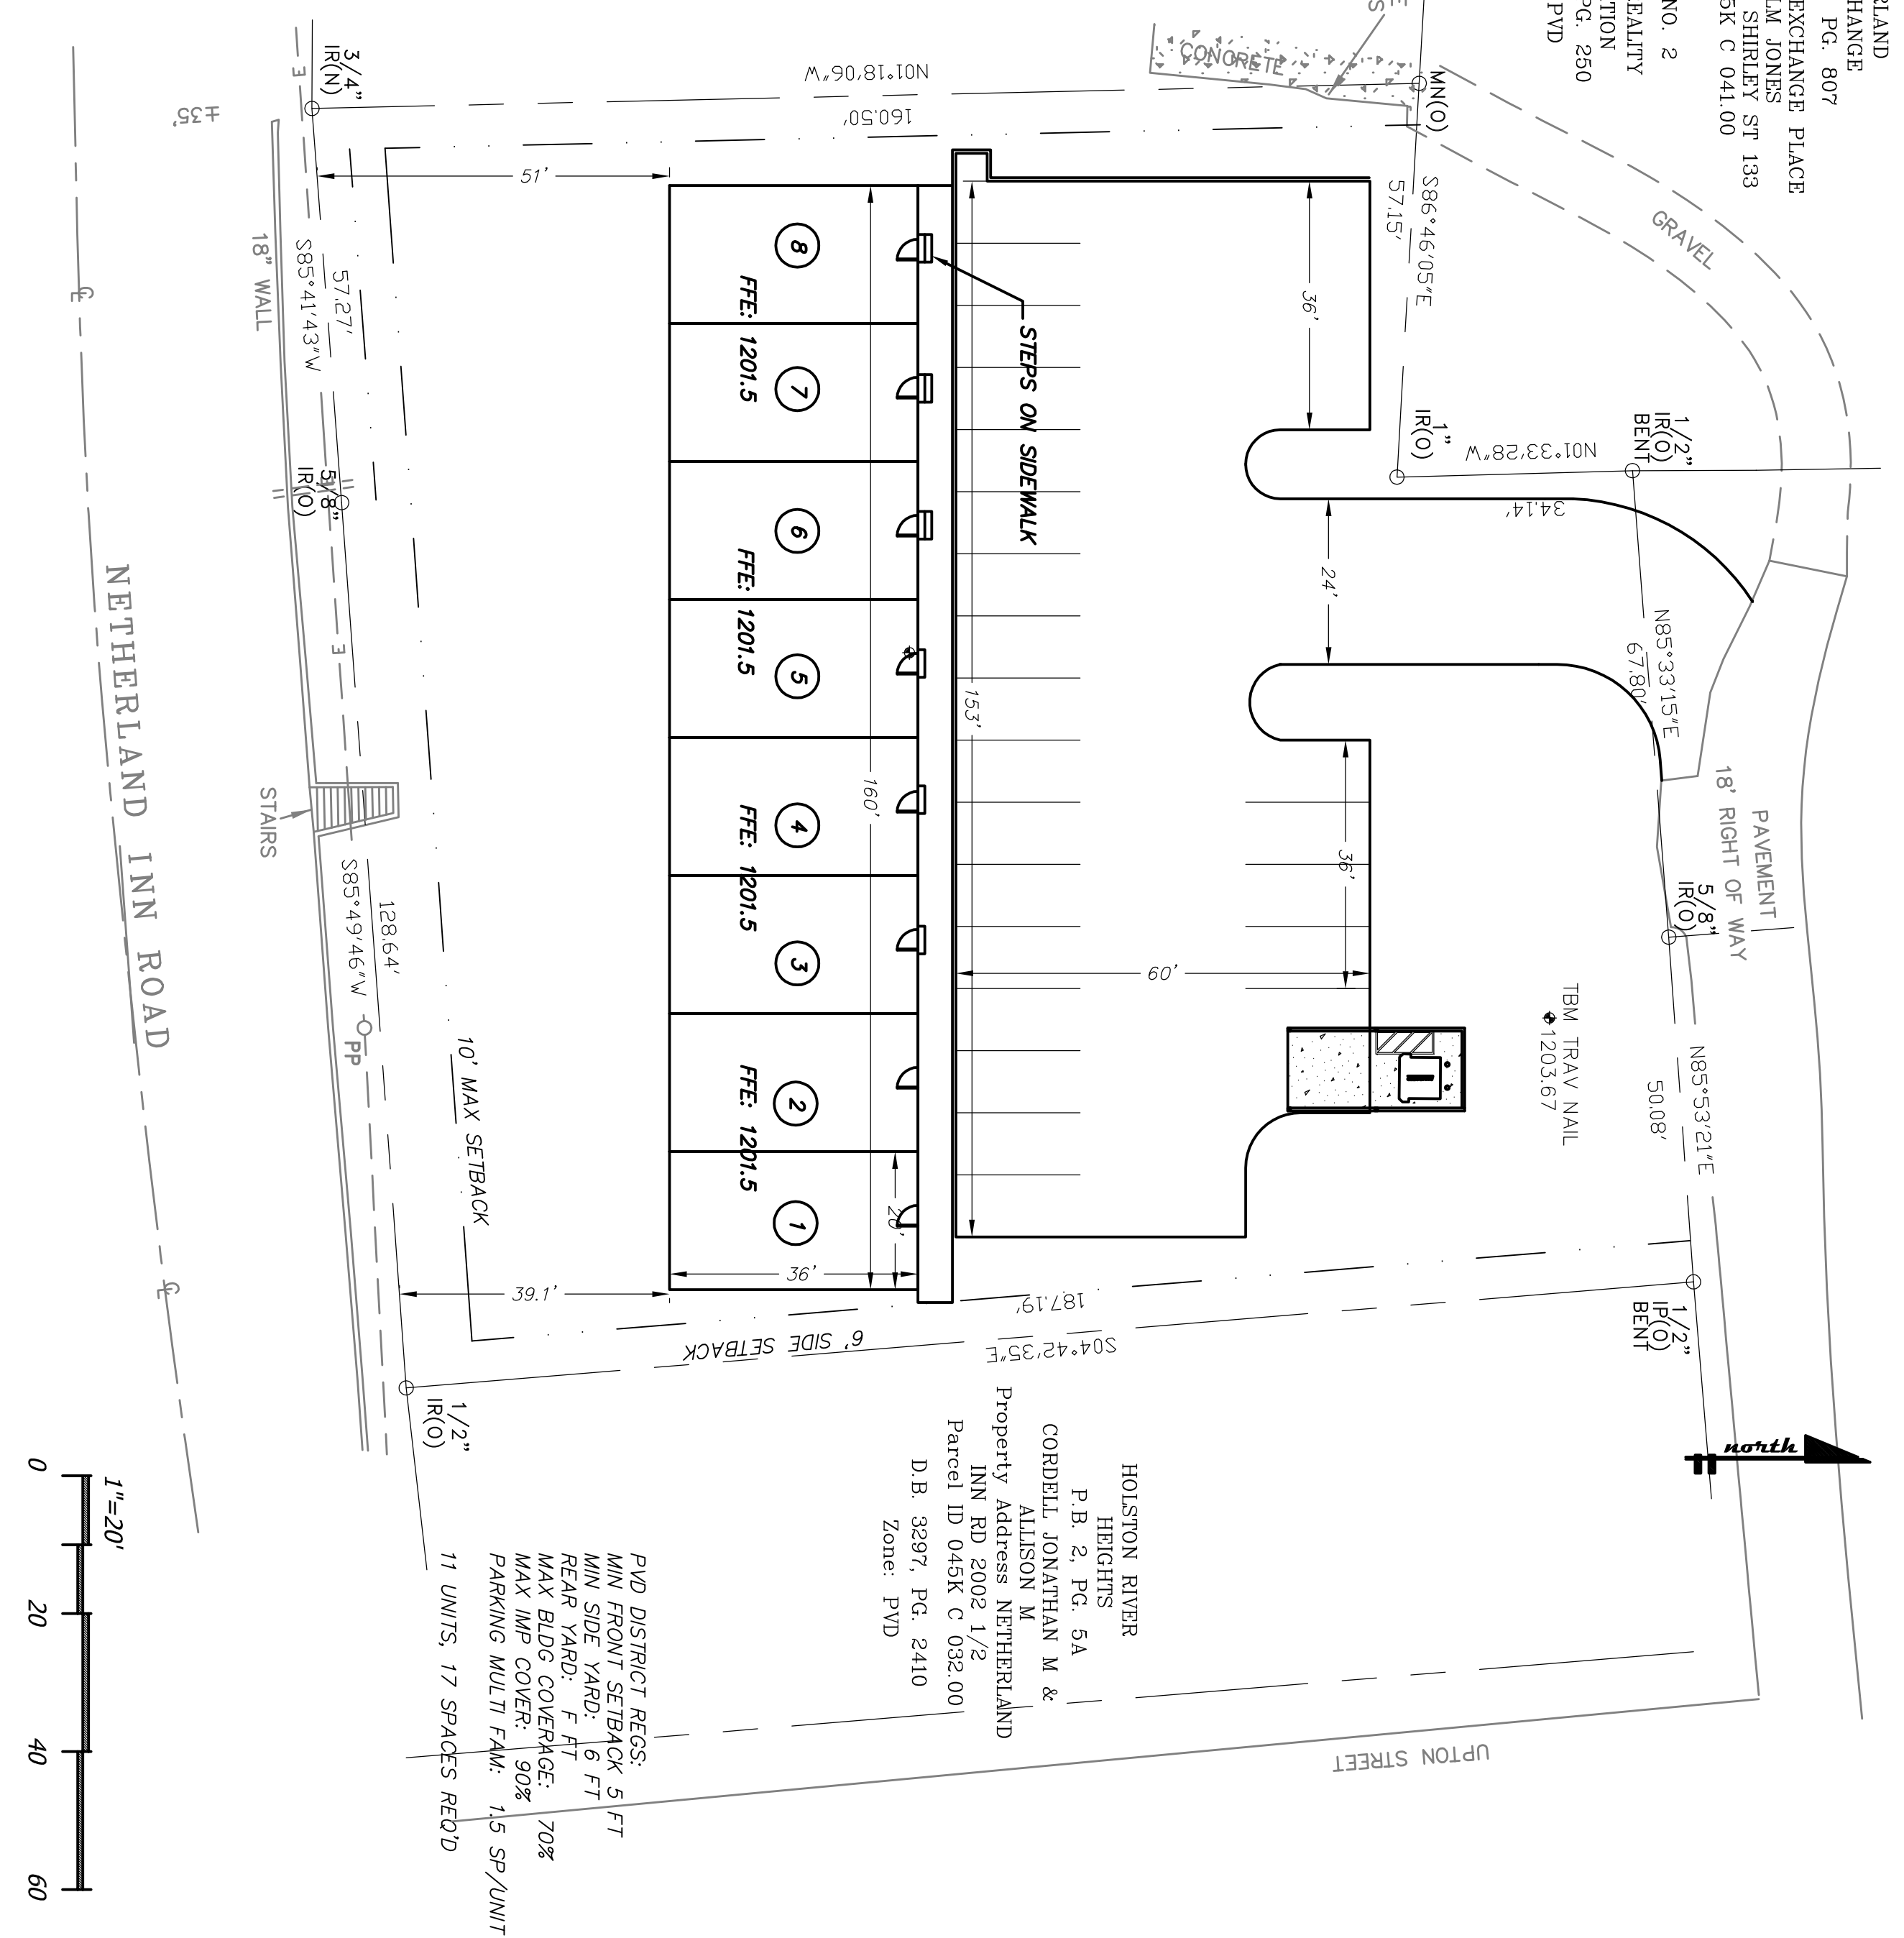 RLAND
HANGE
PG. 807
EXCHANGE PLACE
LM JONES
SHIRLEY ST 133
5K C 041.00
NO. 2
EALITY
TION
PG. 250
PVD
CONCRETE
GRAVEL
MN(O)
S86°46'05"E
57.15'
N01°18'06"W
160.50'
3/4"
IR(N)
±35'
51'
18" WALL
57.27'
S85°41'43"W
E
5/8"
IR(O)
1"
IR(O)
N01°33'28"W
34.14'
1/2"
IR(O)
BENT
N85°33'15"E
67.80'
PAVEMENT
18' RIGHT OF WAY
5/8"
IR(O)
TBM TRAV NAIL
1203.67
N85°53'21"E
50.08'
1/2"
IP(O)
BENT
north
36'
24'
36'
60'
153'
STEPS ON SIDEWALK
8
FFE: 1201.5
7
6
FFE: 1201.5
5
4
FFE: 1201.5
3
2
FFE: 1201.5
1
160'
20'
36'
39.1'
E
NETHERLAND INN ROAD
STAIRS
128.64'
S85°49'46"W
PP
10' MAX SETBACK
6' SIDE SETBACK
187.19'
S04°42'35"E
1/2"
IR(O)
HOLSTON RIVER
HEIGHTS
P.B. 2, PG. 5A
CORDELL JONATHAN M &
ALLISON M
Property Address NETHERLAND
INN RD 2002 1/2
Parcel ID 045K C 032.00
D.B. 3297, PG. 2410
Zone: PVD
UPTON STREET
PVD DISTRICT REGS:
MIN FRONT SETBACK 5 FT
MIN SIDE YARD: 6 FT
REAR YARD: F FT
MAX BLDG COVERAGE: 70%
MAX IMP COVER: 90%
PARKING MULTI FAM: 1.5 SP/UNIT
11 UNITS, 17 SPACES REQ'D
1"=20'
0 20 40 60